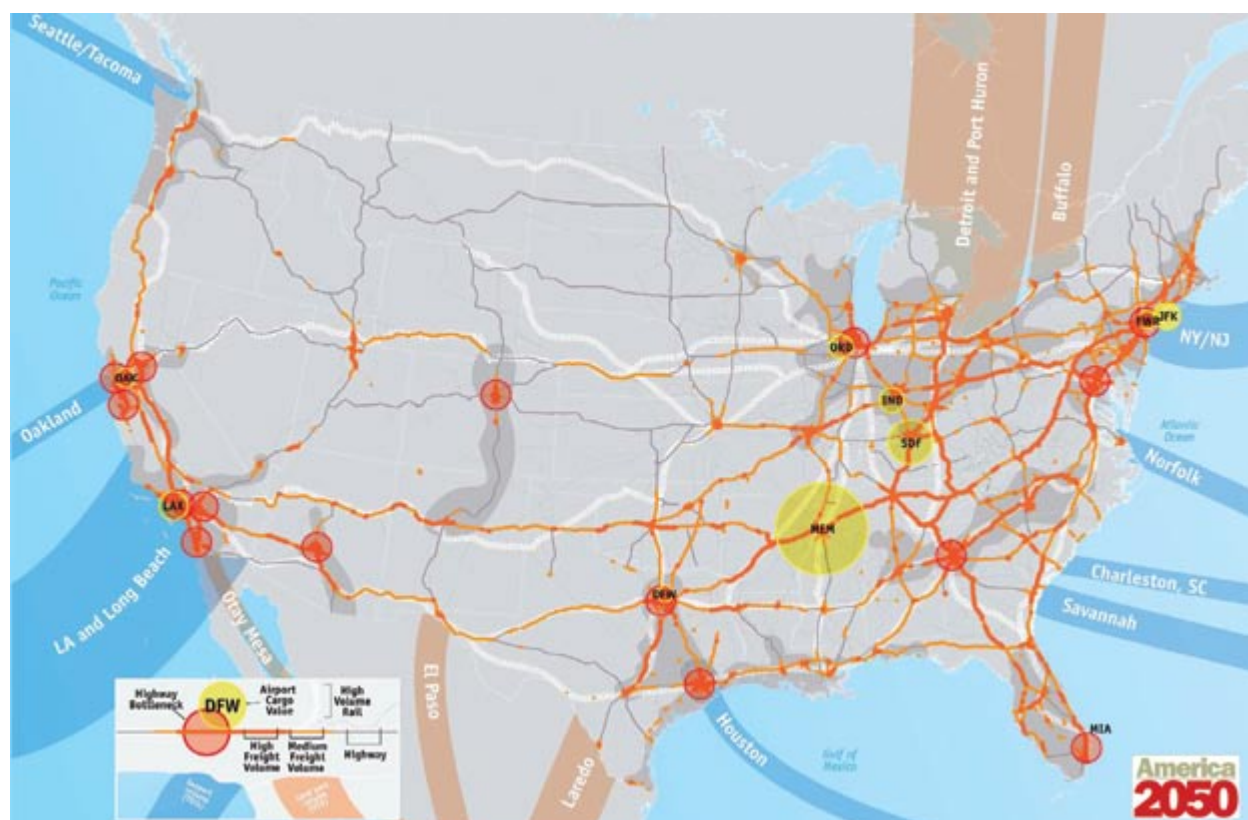 Seattle/Tacoma
Detroit and Port Huron
Buffalo
Pacific
Ocean
ORD
EWR
JFK
NY/NJ
OAK
Oakland
IND
SDF
Atlantic
Ocean
Norfolk
LAX
MEM
LA and Long Beach
Otay Mesa
DFW
Charleston, SC
Savannah
El Paso
Laredo
Houston
Gulf of
Mexico
MIA
Highway
Bottleneck
DFW
Airport
Cargo
Value
High
Volume
Rail
High
Freight
Volume
Medium
Freight
Volume
Highway
America
2050